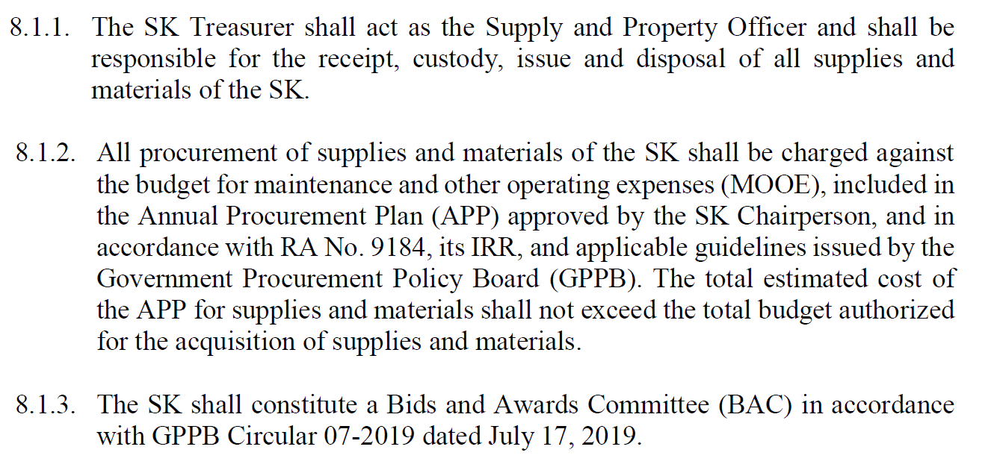 8.1.1. The SK Treasurer shall act as the Supply and Property Officer and shall be
responsible for the receipt, custody, issue and disposal of all supplies and
materials of the SK.
8.1.2. All procurement of supplies and materials of the SK shall be charged against
the budget for maintenance and other operating expenses (MOOE), included in
the Annual Procurement Plan (APP) approved by the SK Chairperson, and in
accordance with RA No. 9184, its IRR, and applicable guidelines issued by the
Government Procurement Policy Board (GPPB). The total estimated cost of
the APP for supplies and materials shall not exceed the total budget authorized
for the acquisition of supplies and materials.
8.1.3. The SK shall constitute a Bids and Awards Committee (BAC) in accordance
with GPPB Circular 07-2019 dated July 17, 2019.